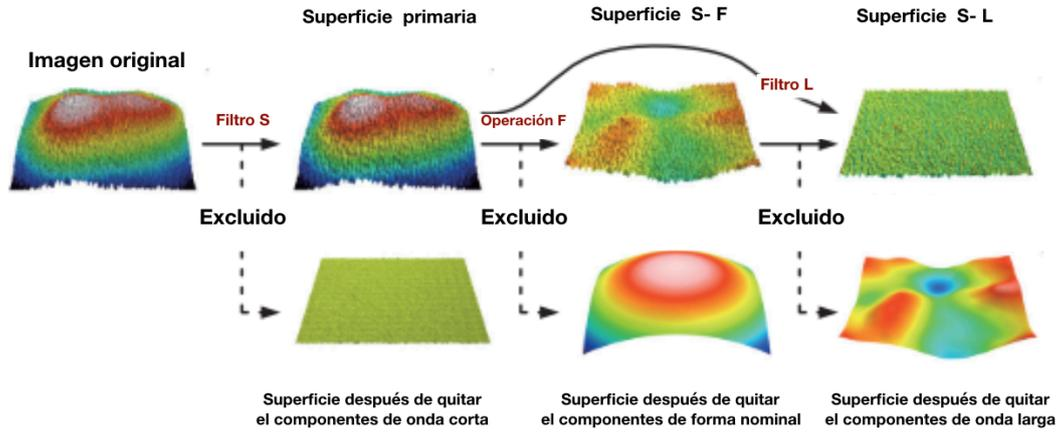 Superficie primaria
Superficie S- F
Superficie S- L
Imagen original
Filtro S
Operación F
Filtro L
Excluido
Excluido
Excluido
Superficie después de quitar
el componentes de onda corta
Superficie después de quitar
el componentes de forma nominal
Superficie después de quitar
el componentes de onda larga